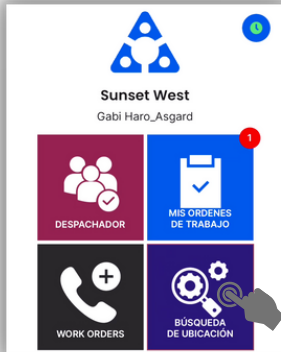 Sunset West
Gabi Haro_Asgard
1
DESPACHADOR
MIS ORDENES
DE TRABAJO
WORK ORDERS
BÚSQUEDA
DE UBICACIÓN